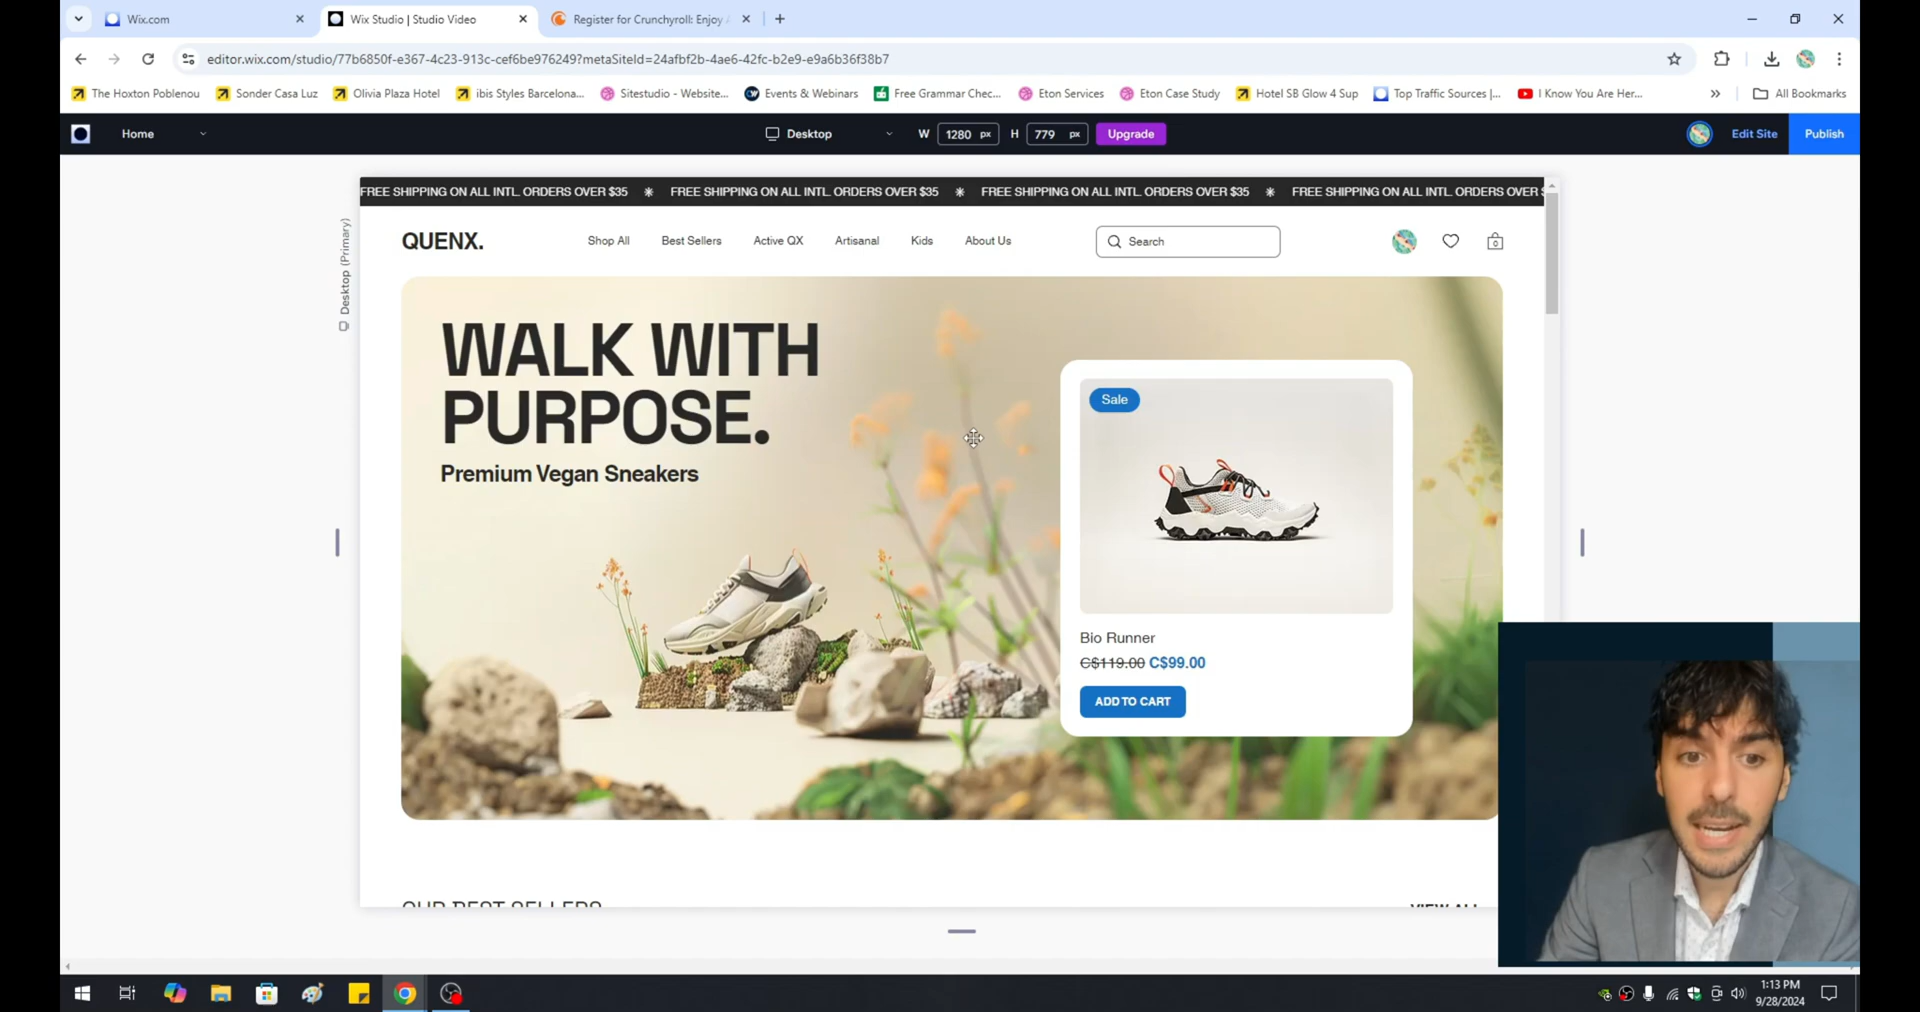 Wix.com
Wix Studio | Studio Video
Register for Crunchyroll: Enjoy
editor.wix.com/studio/77b6850f-e367-4c23-913c-cef6be976249?metaSiteId=24afbf2b-4ae6-42fc-b2e9-e9a6b36f38b7
The Hoxton Poblenou
Sonder Casa Luz
Olivia Plaza Hotel
ibis Styles Barcelona...
Sitestudio - Website...
Events & Webinars
Free Grammar Chec...
Eton Services
Eton Case Study
Hotel SB Glow 4 Sup
Top Traffic Sources |...
I Know You Are Her...
All Bookmarks
Home
Desktop
W 1280 px H 779 px
Upgrade
Edit Site
Publish
FREE SHIPPING ON ALL INTL. ORDERS OVER $35 ✳ FREE SHIPPING ON ALL INTL. ORDERS OVER $35 ✳ FREE SHIPPING ON ALL INTL. ORDERS OVER $35 ✳ FREE SHIPPING ON ALL INTL. ORDERS OVER $
Desktop (Primary)
QUENX.
Shop All
Best Sellers
Active QX
Artisanal
Kids
About Us
Search
0
WALK WITH
PURPOSE.
Premium Vegan Sneakers
Sale
Bio Runner
C$119.00 C$99.00
ADD TO CART
OUR BEST SELLERS
VIEW ALL
1:13 PM
9/28/2024